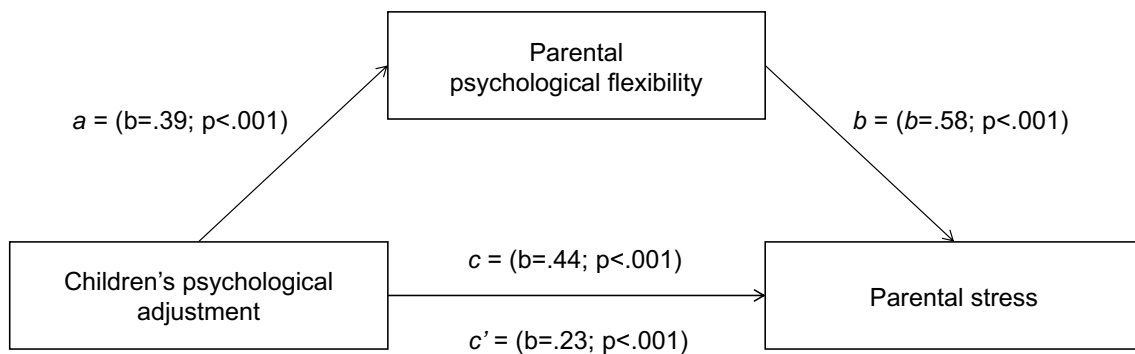 Parental
psychological flexibility
a = (b=.39; p<.001)
b = (b=.58; p<.001)
Children’s psychological
adjustment
c = (b=.44; p<.001)
c’ = (b=.23; p<.001)
Parental stress